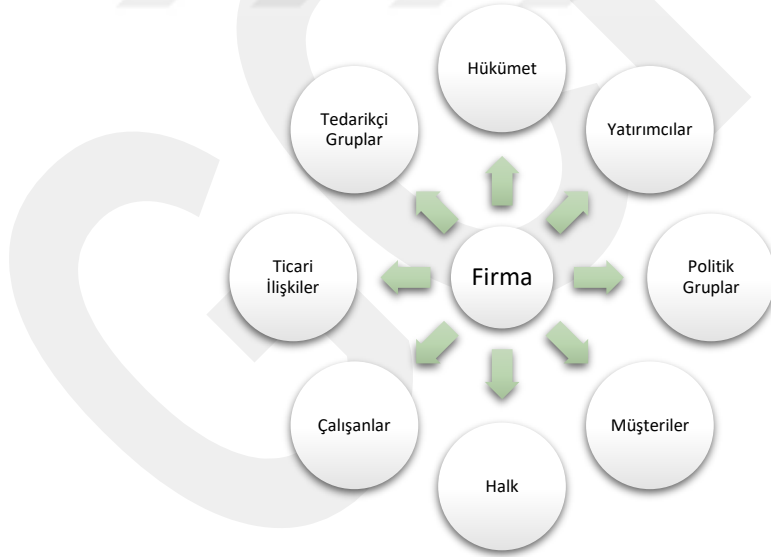 Hükümet
Tedarikçi
Gruplar
Yatırımcılar
Ticari
İlişkiler
Firma
Politik
Gruplar
Çalışanlar
Müşteriler
Halk